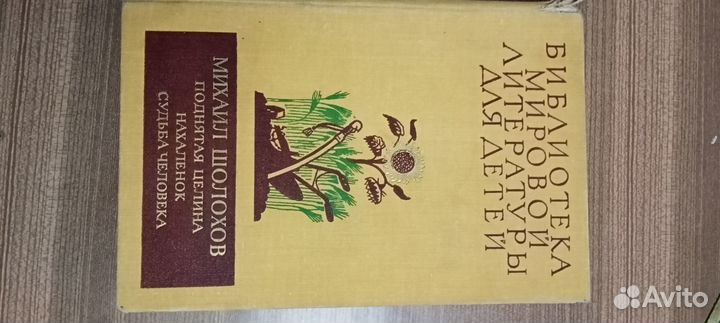 БИБЛИОТЕКА
МИРОВОЙ
ЛИТЕРАТУРЫ
ДЛЯ ДЕТЕЙ
МИХАИЛ ШОЛОХОВ
ПОДНЯТАЯ ЦЕЛИНА
НАХАЛЕНОК
СУДЬБА ЧЕЛОВЕКА
Avito